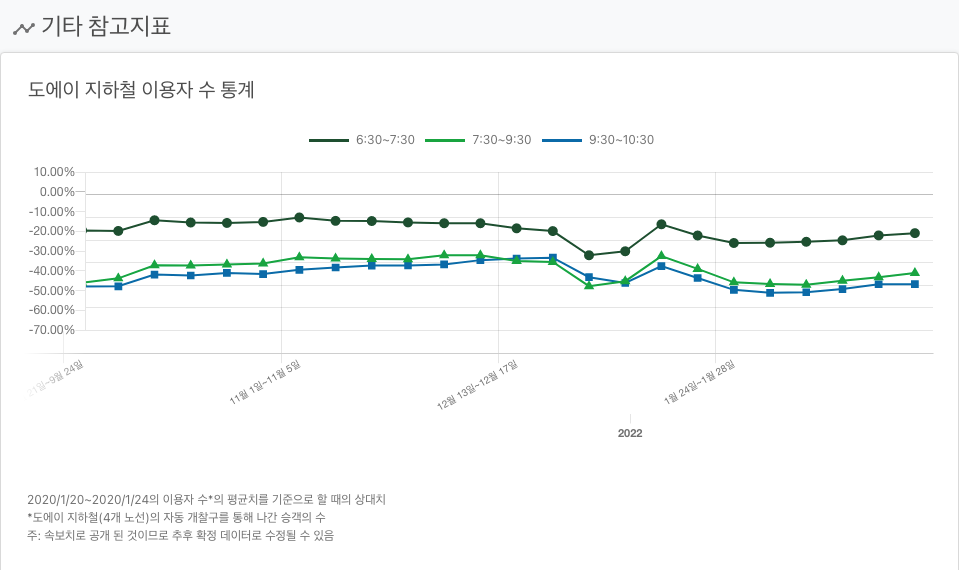 기타 참고지표
도에이 지하철 이용자 수 통계
6:30~7:30 7:30~9:30 9:30~10:30
10.00%
0.00%
-10.00%
-20.00%
-30.00%
-40.00%
-50.00%
-60.00%
-70.00%
1일~9월 24일
11월 1일~11월 5일
12월 13일~12월 17일
1월 24일~1월 28일
2022
2020/1/20~2020/1/24의 이용자 수*의 평균치를 기준으로 할 때의 상대치
*도에이 지하철(4개 노선)의 자동 개찰구를 통해 나간 승객의 수
주: 속보치로 공개 된 것이므로 추후 확정 데이터로 수정될 수 있음